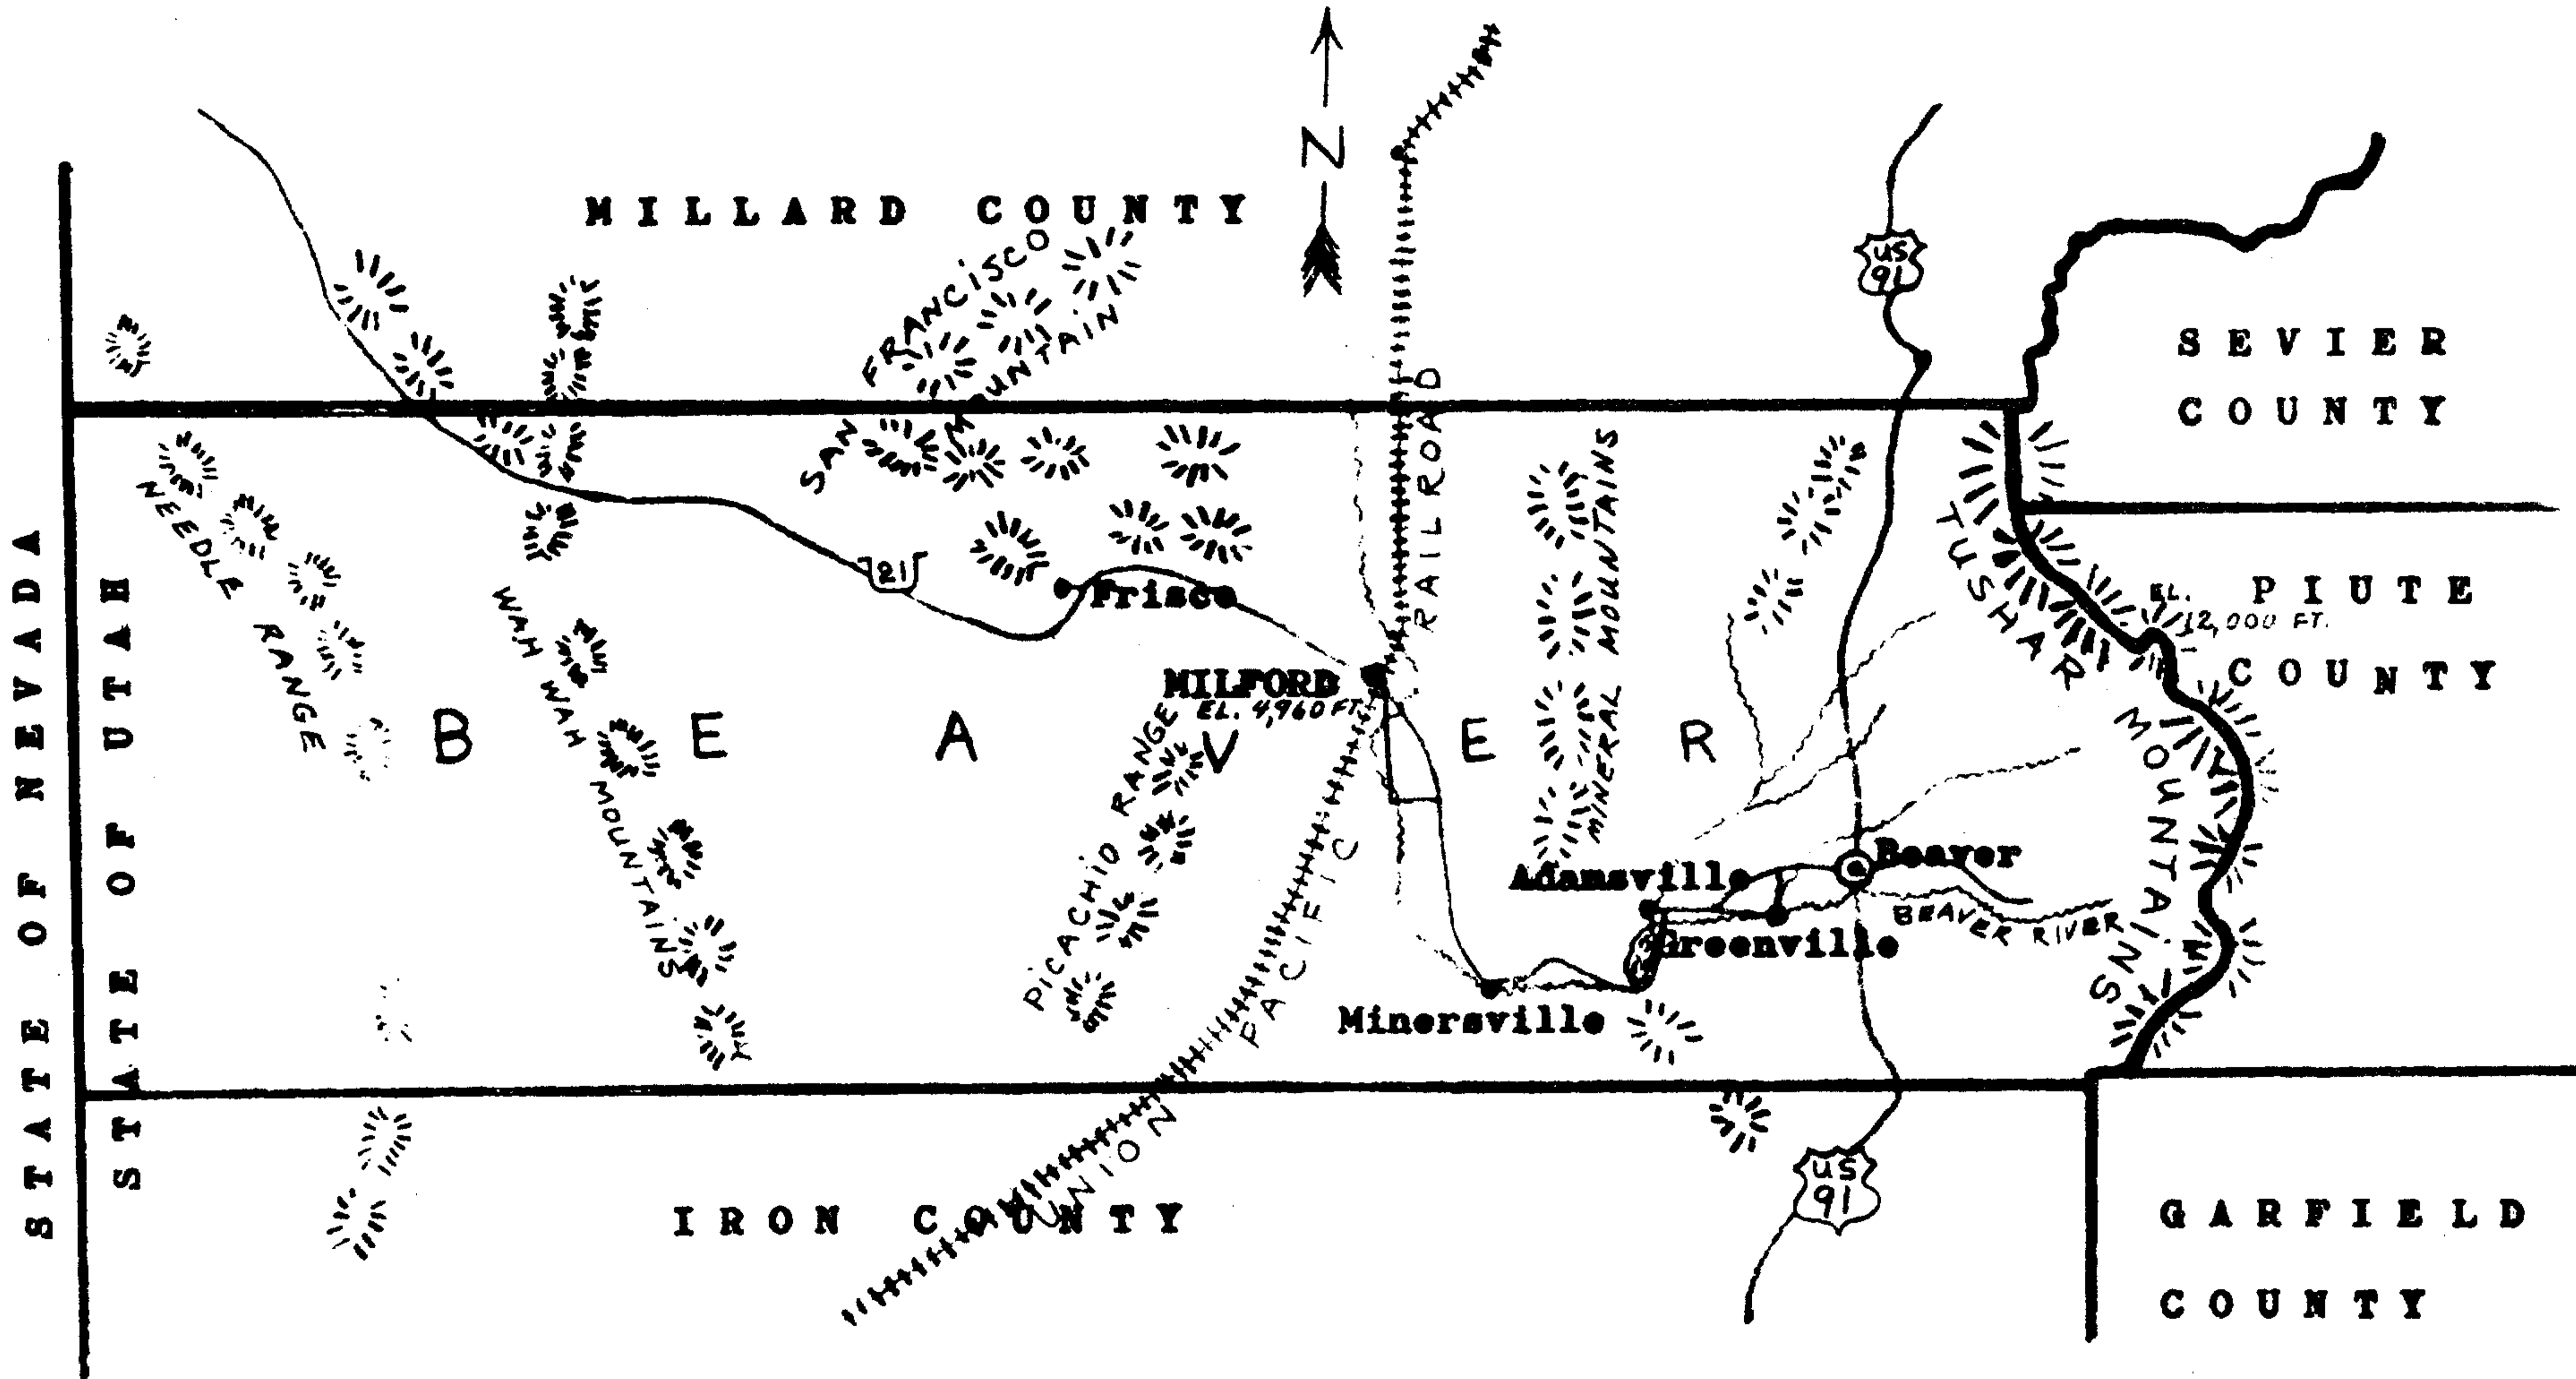 N
MILLARD COUNTY
US
91
SAN FRANCISCO
MOUNTAIN
SEVIER
COUNTY
STATE OF NEVADA
STATE OF UTAH
NEEDLE RANGE
WAH WAH MOUNTAINS
21
Frisco
MILFORD
EL. 4,960 FT.
UNION PACIFIC RAILROAD
MINERAL MOUNTAINS
TUSHAR MOUNTAINS
EL.
12,000 FT.
PIUTE
COUNTY
BEAVER
PICACHIO RANGE
Adamsville
Beaver
Greenville
BEAVER RIVER
Minersville
IRON COUNTY
US
91
GARFIELD
COUNTY